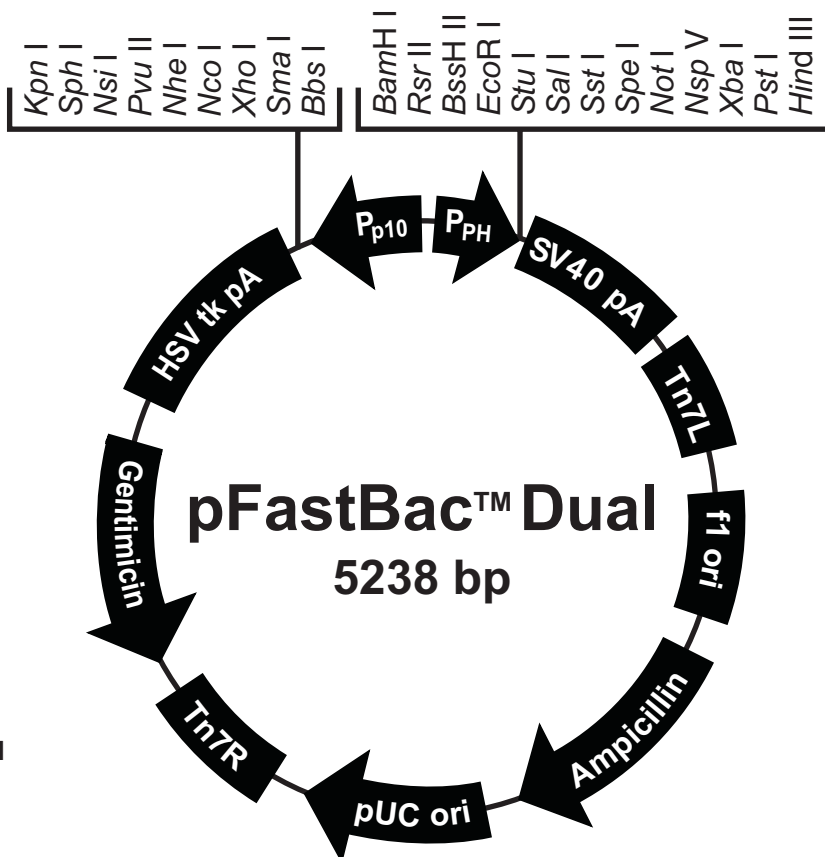 Kpn I
Sph I
Nsi I
Pvu II
Nhe I
Nco I
Xho I
Sma I
Bbs I
BamH I
Rsr II
BssH II
EcoR I
Stu I
Sal I
Sst I
Spe I
Not I
Nsp V
Xba I
Pst I
Hind III
Pp10
PPH
SV40 pA
HSV tk pA
Tn7L
Gentimicin
pFastBac™ Dual
5238 bp
f1 ori
Ampicillin
Tn7R
pUC ori